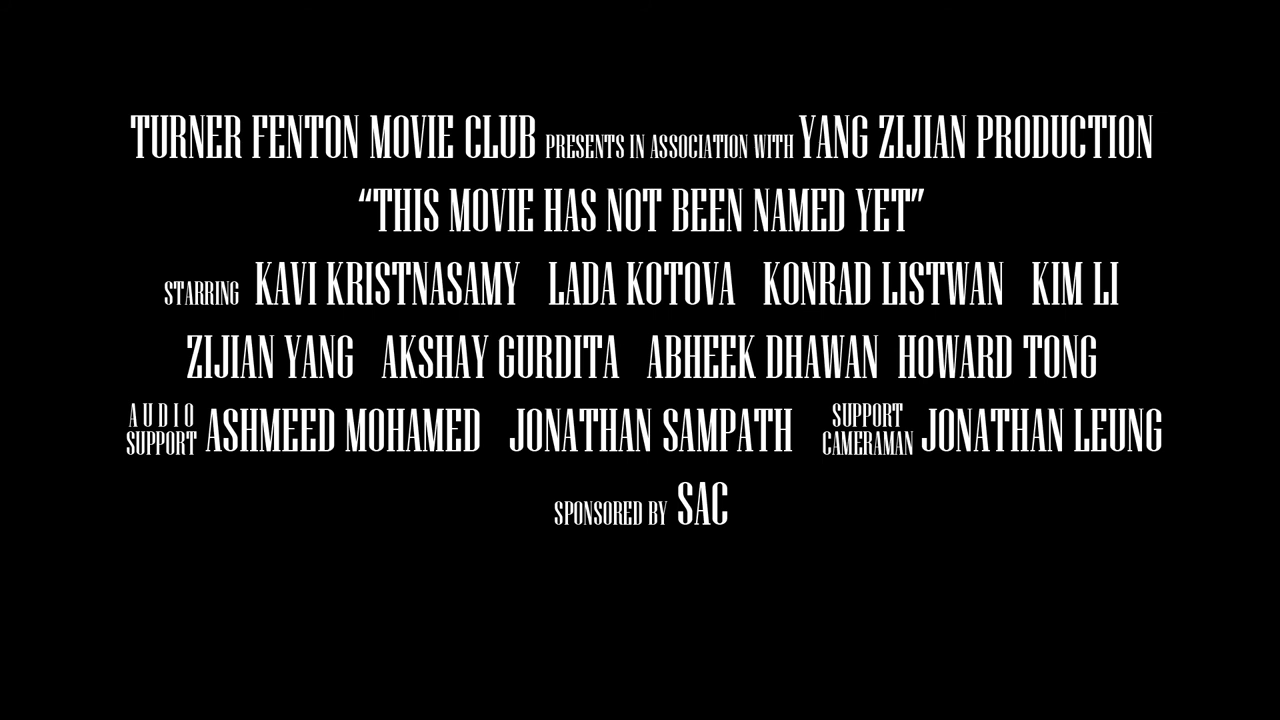 TURNER FENTON MOVIE CLUB PRESENTS IN ASSOCIATION WITH YANG ZIJIAN PRODUCTION
“THIS MOVIE HAS NOT BEEN NAMED YET”
STARRING KAVI KRISTNASAMY LADA KOTOVA KONRAD LISTWAN KIM LI
ZIJIAN YANG AKSHAY GURDITA ABHEEK DHAWAN HOWARD TONG
AUDIO SUPPORT ASHMEED MOHAMED JONATHAN SAMPATH SUPPORT CAMERAMAN JONATHAN LEUNG
SPONSORED BY SAC